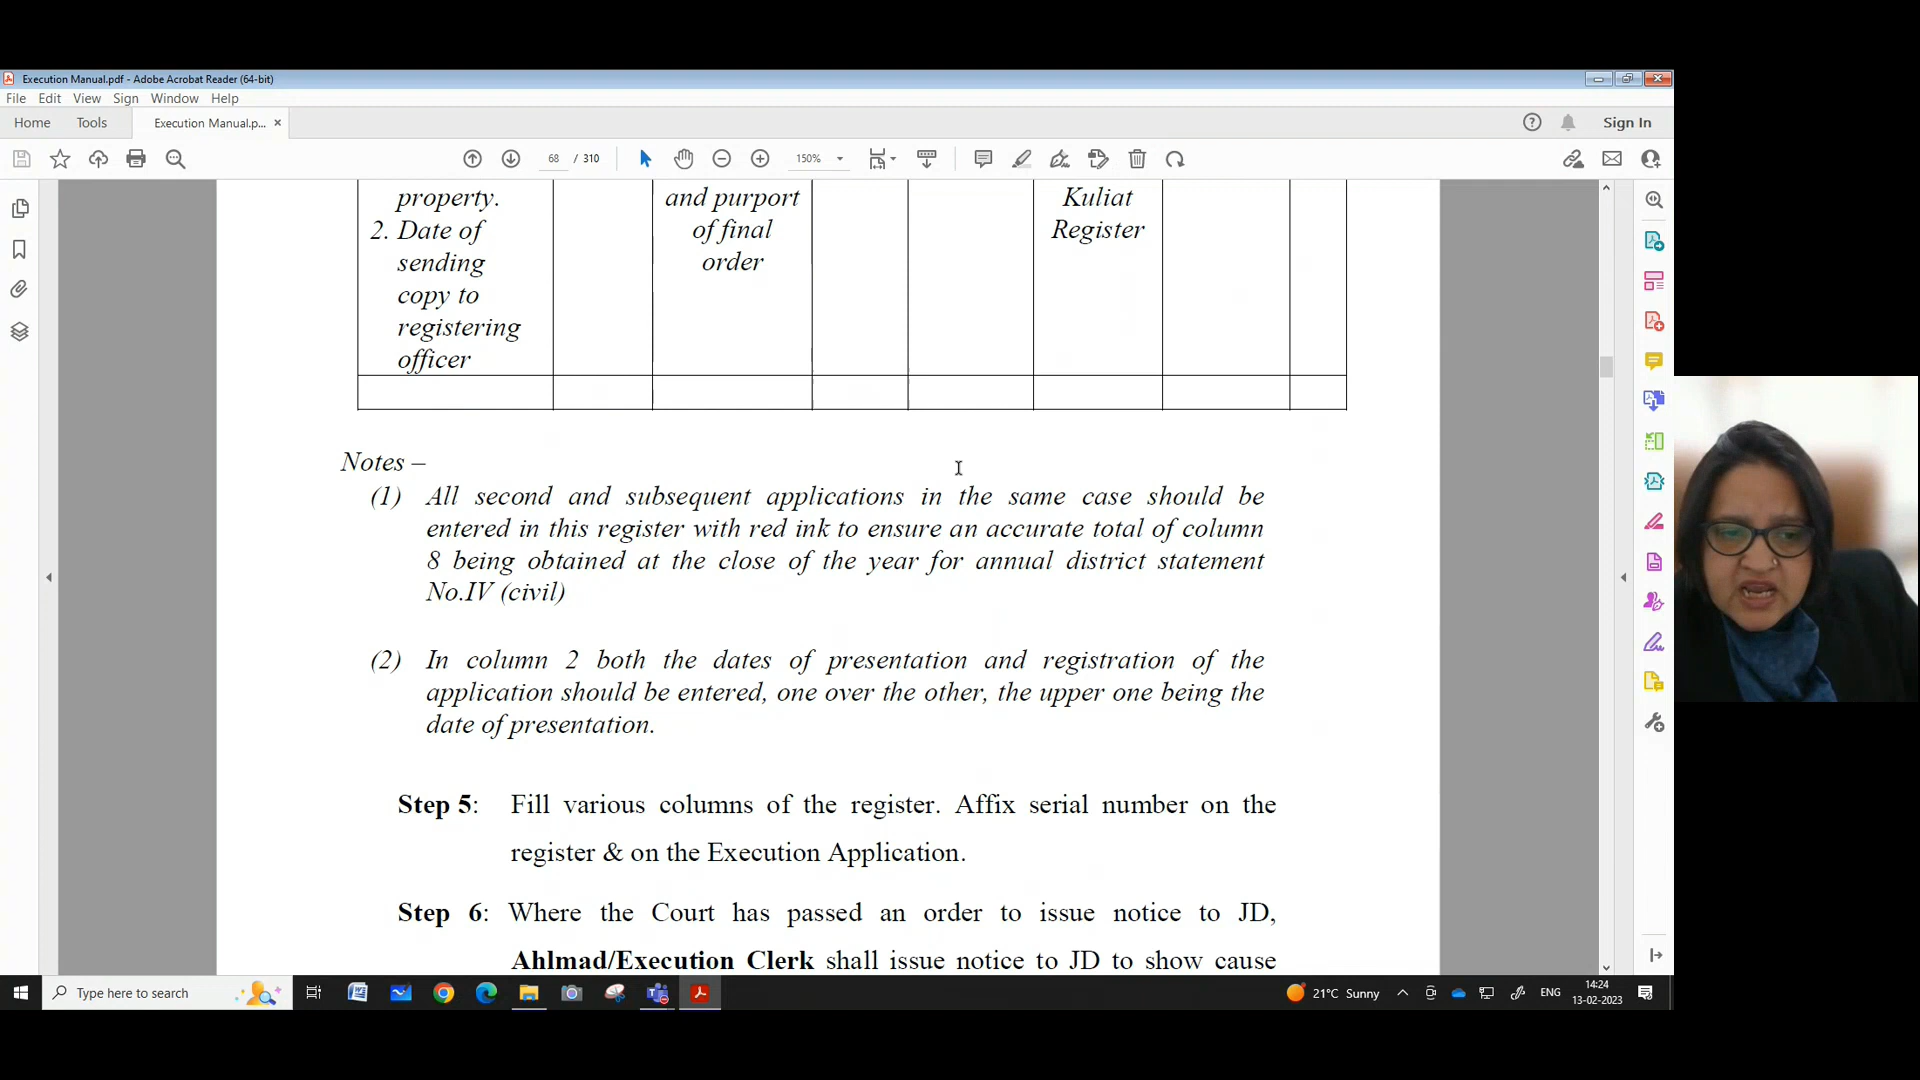 Execution Manual.pdf - Adobe Acrobat Reader (64-bit)
File Edit View Sign Window Help
Home Tools Execution Manual.p... Sign In
68 / 310 150%
property.
2. Date of
sending
copy to
registering
officer
and purport
of final
order
Kuliat
Register
Notes –
(1) All second and subsequent applications in the same case should be
entered in this register with red ink to ensure an accurate total of column
8 being obtained at the close of the year for annual district statement
No.IV (civil)
(2) In column 2 both the dates of presentation and registration of the
application should be entered, one over the other, the upper one being the
date of presentation.
Step 5: Fill various columns of the register. Affix serial number on the
register & on the Execution Application.
Step 6: Where the Court has passed an order to issue notice to JD,
Ahlmad/Execution Clerk shall issue notice to JD to show cause
Type here to search
21°C Sunny
ENG
14:24
13-02-2023